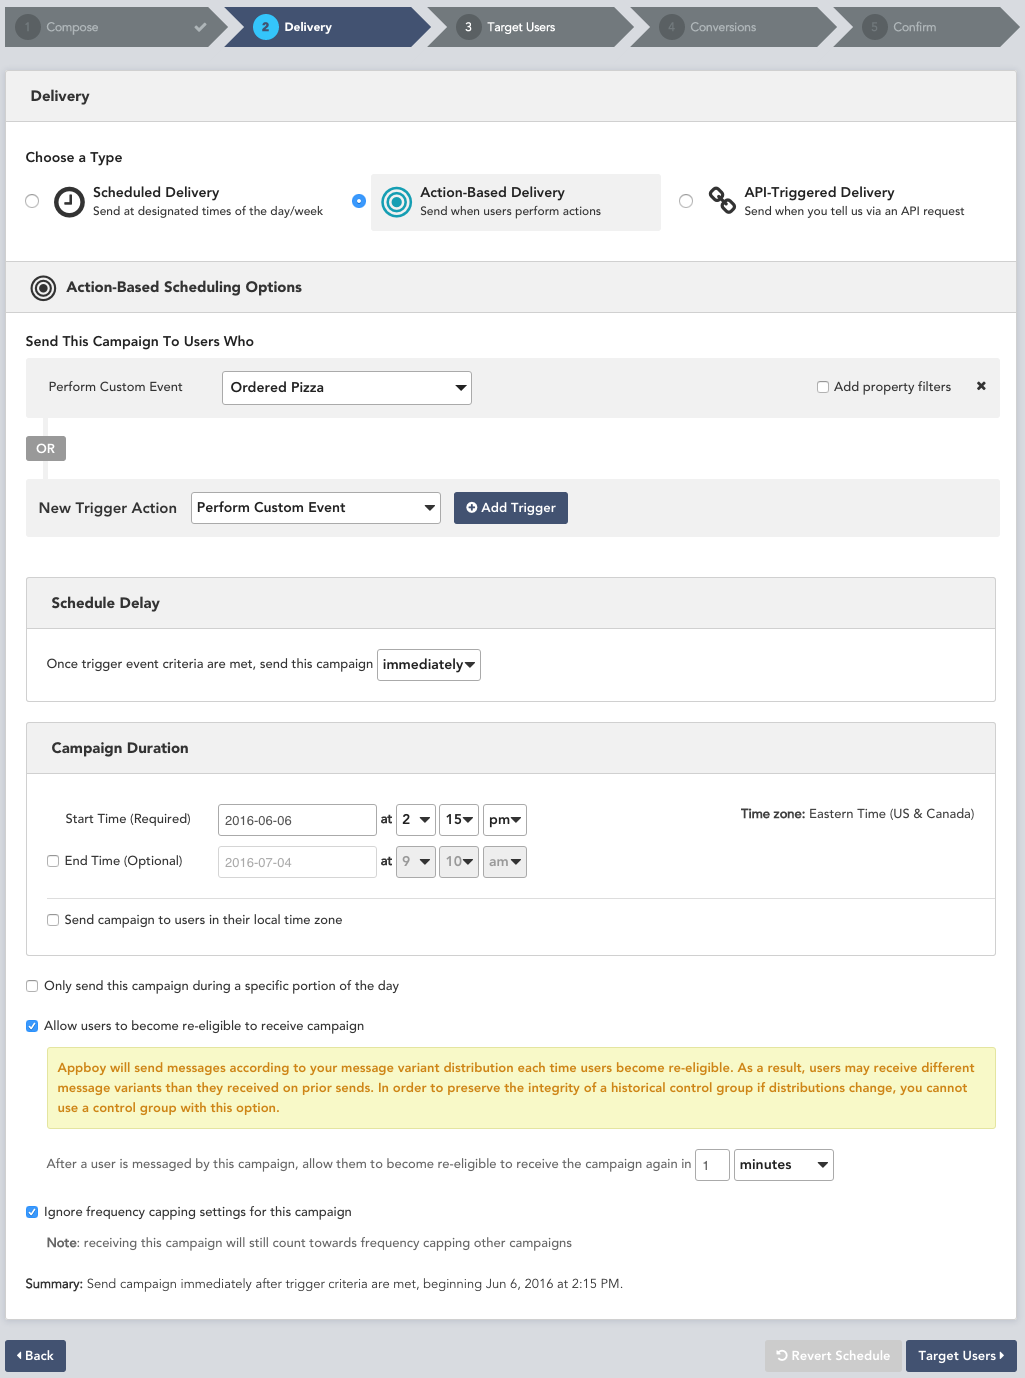 1 Compose
2 Delivery
3 Target Users
4 Conversions
5 Confirm
Delivery
Choose a Type
Scheduled Delivery
Send at designated times of the day/week
Action-Based Delivery
Send when users perform actions
API-Triggered Delivery
Send when you tell us via an API request
Action-Based Scheduling Options
Send This Campaign To Users Who
Perform Custom Event Ordered Pizza Add property filters
OR
New Trigger Action Perform Custom Event Add Trigger
Schedule Delay
Once trigger event criteria are met, send this campaign immediately
Campaign Duration
Start Time (Required) 2016-06-06 at 2 15 pm Time zone: Eastern Time (US & Canada)
End Time (Optional) 2016-07-04 at 9 10 am
Send campaign to users in their local time zone
Only send this campaign during a specific portion of the day
Allow users to become re-eligible to receive campaign
Appboy will send messages according to your message variant distribution each time users become re-eligible. As a result, users may receive different
message variants than they received on prior sends. In order to preserve the integrity of a historical control group if distributions change, you cannot
use a control group with this option.
After a user is messaged by this campaign, allow them to become re-eligible to receive the campaign again in 1 minutes
Ignore frequency capping settings for this campaign
Note: receiving this campaign will still count towards frequency capping other campaigns
Summary: Send campaign immediately after trigger criteria are met, beginning Jun 6, 2016 at 2:15 PM.
Back Revert Schedule Target Users